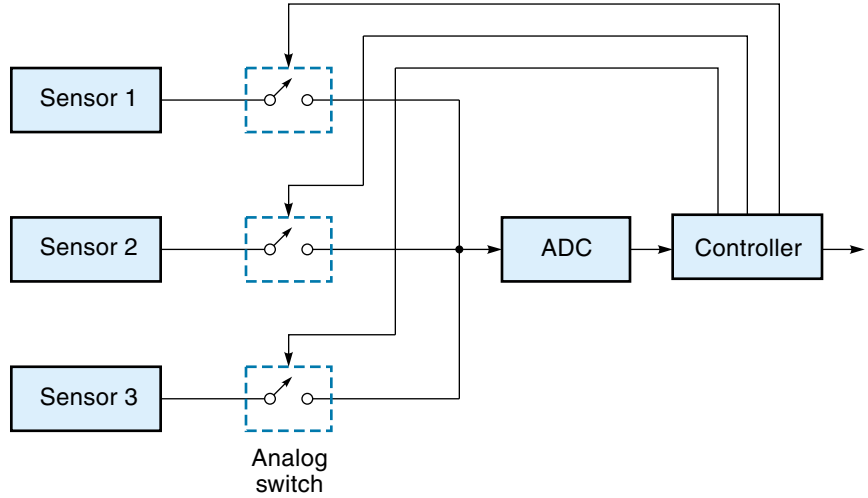 Sensor 1
Sensor 2
ADC
Controller
Sensor 3
Analog
switch